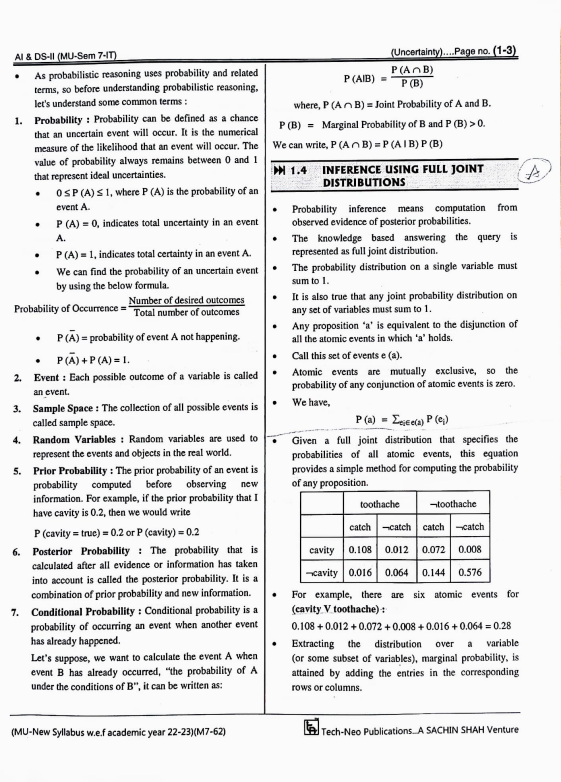 AI & DS-II (MU-Sem 7-IT)
(Uncertainty)....Page no. (1-3)
• As probabilistic reasoning uses probability and related
terms, so before understanding probabilistic reasoning,
let's understand some common terms :
1. Probability : Probability can be defined as a chance
that an uncertain event will occur. It is the numerical
measure of the likelihood that an event will occur. The
value of probability always remains between 0 and 1
that represent ideal uncertainties.
• 0 ≤ P (A) ≤ 1, where P (A) is the probability of an
event A.
• P (A) = 0, indicates total uncertainty in an event
A.
• P (A) = 1, indicates total certainty in an event A.
• We can find the probability of an uncertain event
by using the below formula.
Probability of Occurrence = Number of desired outcomes / Total number of outcomes
• P (Ā) = probability of event A not happening.
• P (Ā) + P (A) = 1.
2. Event : Each possible outcome of a variable is called
an event.
3. Sample Space : The collection of all possible events is
called sample space.
4. Random Variables : Random variables are used to
represent the events and objects in the real world.
5. Prior Probability : The prior probability of an event is
probability computed before observing new
information. For example, if the prior probability that I
have cavity is 0.2, then we would write
P (cavity = true) = 0.2 or P (cavity) = 0.2
6. Posterior Probability : The probability that is
calculated after all evidence or information has taken
into account is called the posterior probability. It is a
combination of prior probability and new information.
7. Conditional Probability : Conditional probability is a
probability of occurring an event when another event
has already happened.
Let's suppose, we want to calculate the event A when
event B has already occurred, "the probability of A
under the conditions of B", it can be written as:
P (A|B) = P (A ∩ B) / P (B)
where, P (A ∩ B) = Joint Probability of A and B.
P (B) = Marginal Probability of B and P (B) > 0.
We can write, P (A ∩ B) = P (A | B) P (B)
1.4 INFERENCE USING FULL JOINT
DISTRIBUTIONS
A
• Probability inference means computation from
observed evidence of posterior probabilities.
• The knowledge based answering the query is
represented as full joint distribution.
• The probability distribution on a single variable must
sum to 1.
• It is also true that any joint probability distribution on
any set of variables must sum to 1.
• Any proposition 'a' is equivalent to the disjunction of
all the atomic events in which 'a' holds.
• Call this set of events e (a).
• Atomic events are mutually exclusive, so the
probability of any conjunction of atomic events is zero.
• We have,
P (a) = Σei∈e(a) P (ei)
• Given a full joint distribution that specifies the
probabilities of all atomic events, this equation
provides a simple method for computing the probability
of any proposition.
toothache ¬toothache
catch ¬catch catch ¬catch
cavity 0.108 0.012 0.072 0.008
¬cavity 0.016 0.064 0.144 0.576
• For example, there are six atomic events for
(cavity V toothache) :
0.108 + 0.012 + 0.072 + 0.008 + 0.016 + 0.064 = 0.28
• Extracting the distribution over a variable
(or some subset of variables), marginal probability, is
attained by adding the entries in the corresponding
rows or columns.
(MU-New Syllabus w.e.f academic year 22-23)(M7-62)
Tech-Neo Publications...A SACHIN SHAH Venture